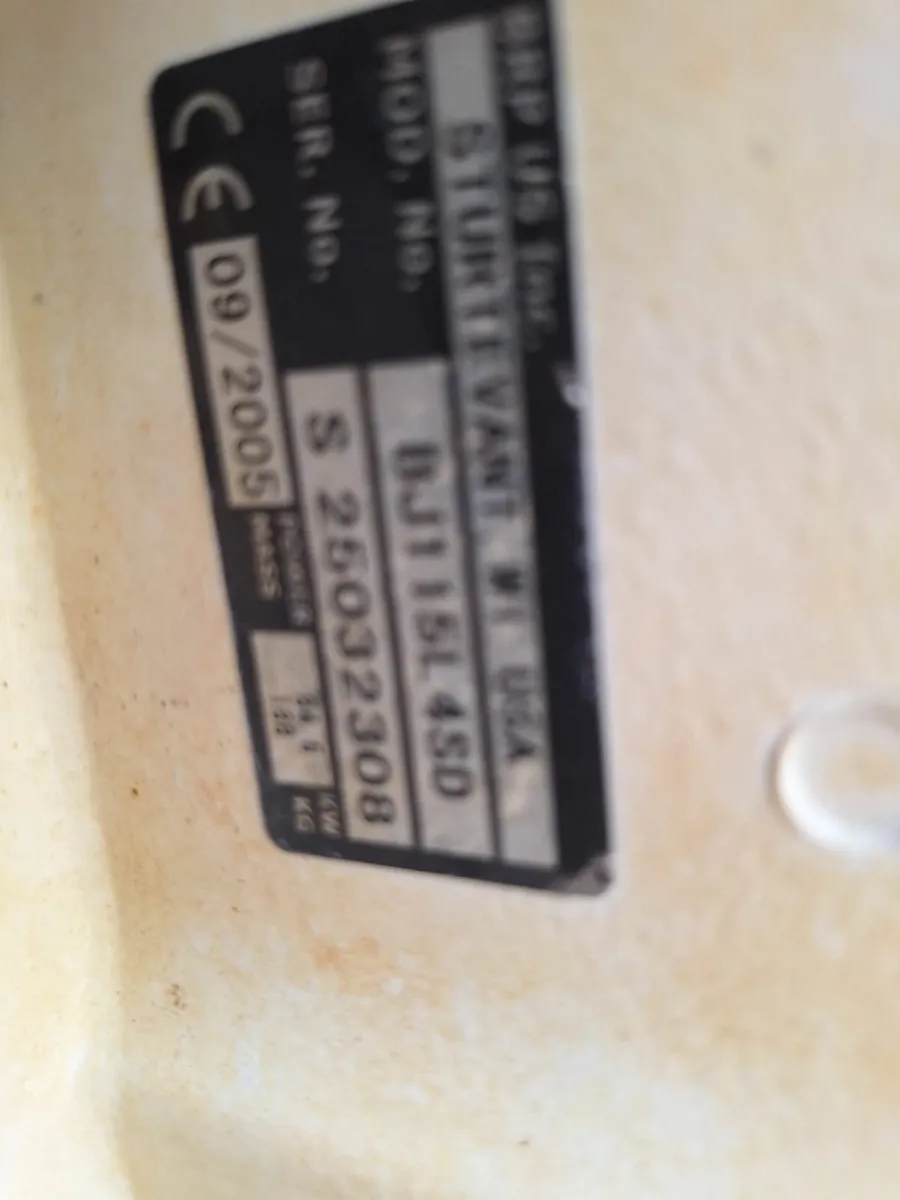 BRP US Inc.
STURTEVANT WI USA
MOD. No. BJ115L4SD
SER. No. S 25032308
CE 09/2005 POWER KW
MASS KG